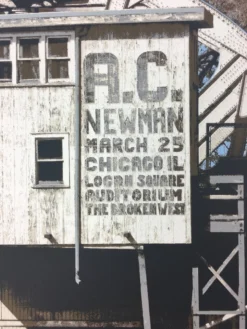 A.C.
NEWMAN
MARCH 25
CHICAGO IL
LOGAN SQUARE
AUDITORIUM
THE BROKEN WEST